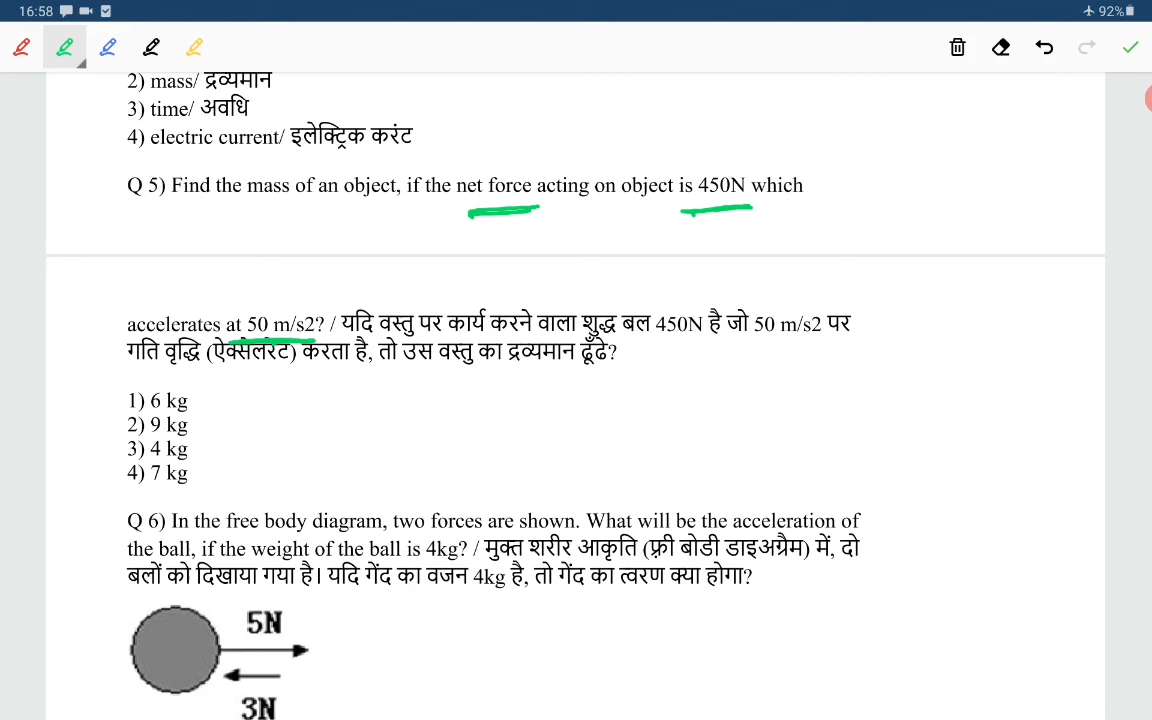 16:58
92%
2) mass/ द्रव्यमान
3) time/ अवधि
4) electric current/ इलेक्ट्रिक करंट
Q 5) Find the mass of an object, if the net force acting on object is 450N which
accelerates at 50 m/s2? / यदि वस्तु पर कार्य करने वाला शुद्ध बल 450N है जो 50 m/s2 पर
गति वृद्धि (ऐक्सैलरेट) करता है, तो उस वस्तु का द्रव्यमान ढूँढे?
1) 6 kg
2) 9 kg
3) 4 kg
4) 7 kg
Q 6) In the free body diagram, two forces are shown. What will be the acceleration of
the ball, if the weight of the ball is 4kg? / मुक्त शरीर आकृति (फ़्री बोडी डाइअग्रैम) में, दो
बलों को दिखाया गया है। यदि गेंद का वजन 4kg है, तो गेंद का त्वरण क्या होगा?
5N
3N